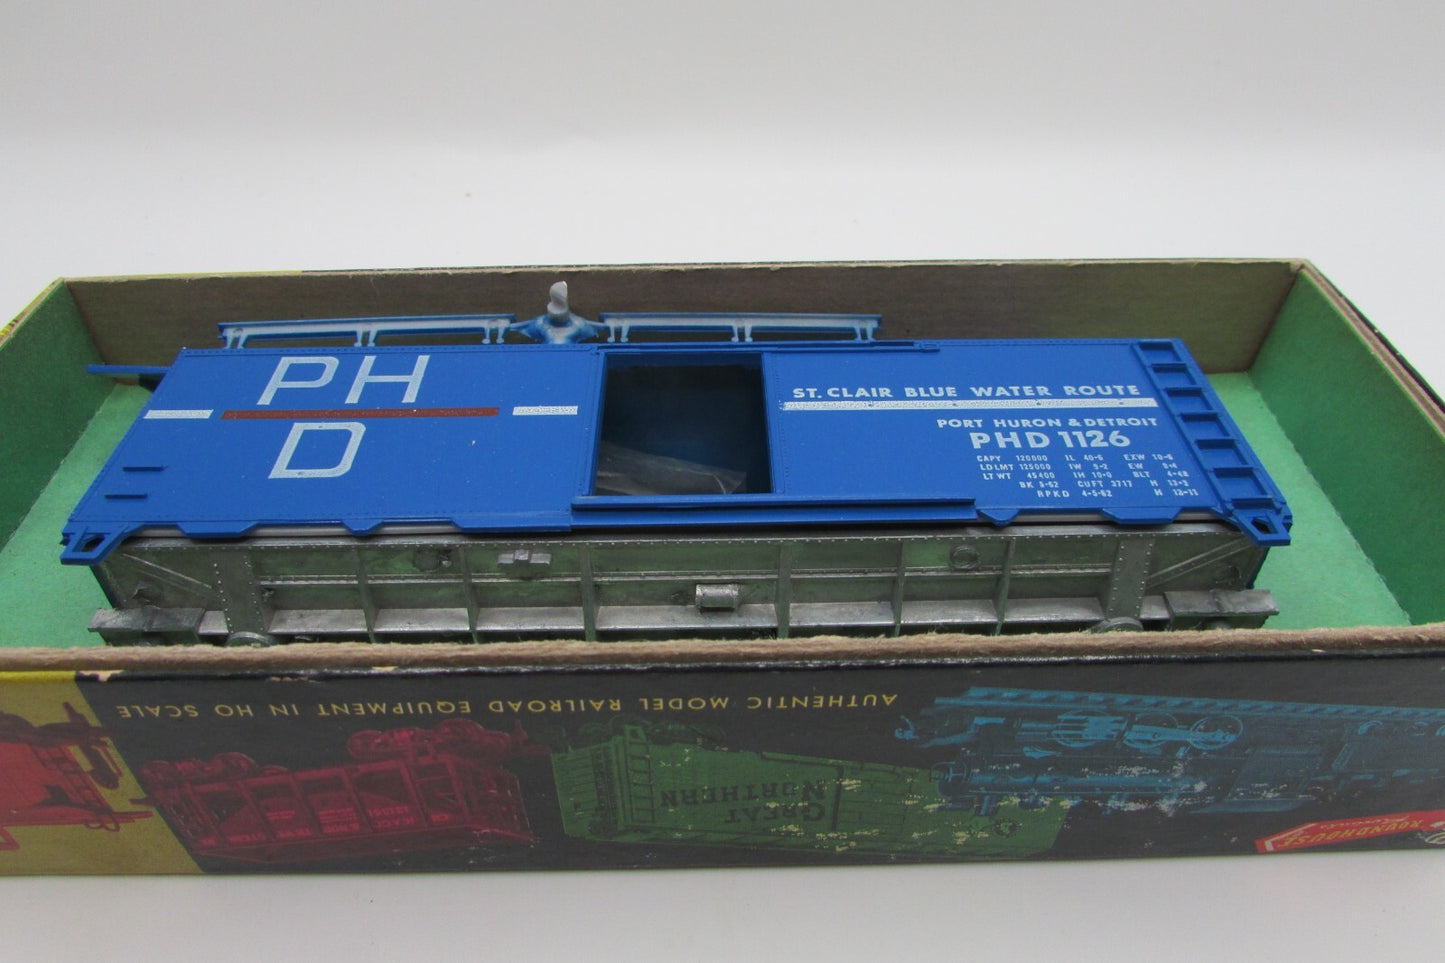 PH
D
ST. CLAIR BLUE WATER ROUTE
PORT HURON & DETROIT
PHD 1126
CAPY 120000 IL 40-6 EXW 10-6
LD LMT 125000 IW 9-2 EW 8-4
LT WT 45400 IH 10-0 BLT 4-48
BK 5-52 CUFT 3717 H 13-2
RPKD 4-5-62 H 12-11
AUTHENTIC MODEL RAILROAD EQUIPMENT IN HO SCALE
GREAT
NORTHERN
ROUNDHOUSE